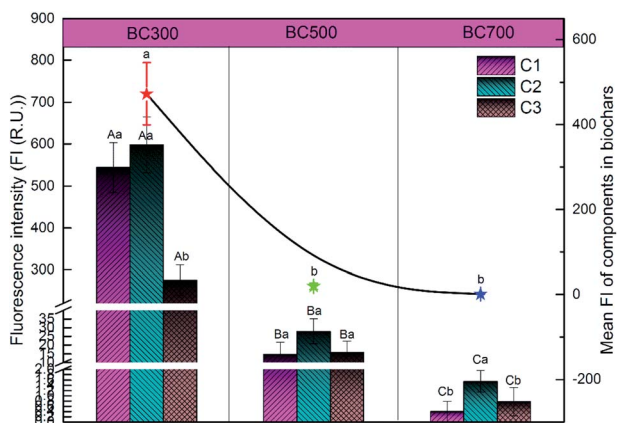 BC300 BC500 BC700
C1
C2
C3
Fluorescence intensity (FI (R.U.))
900
800
700
600
500
400
300
35
30
25
20
15
10
Mean FI of components in biochars
600
400
200
0
-200
a
Aa Aa Ab
b
Ba Ba Ba
b
Cb Ca Cb